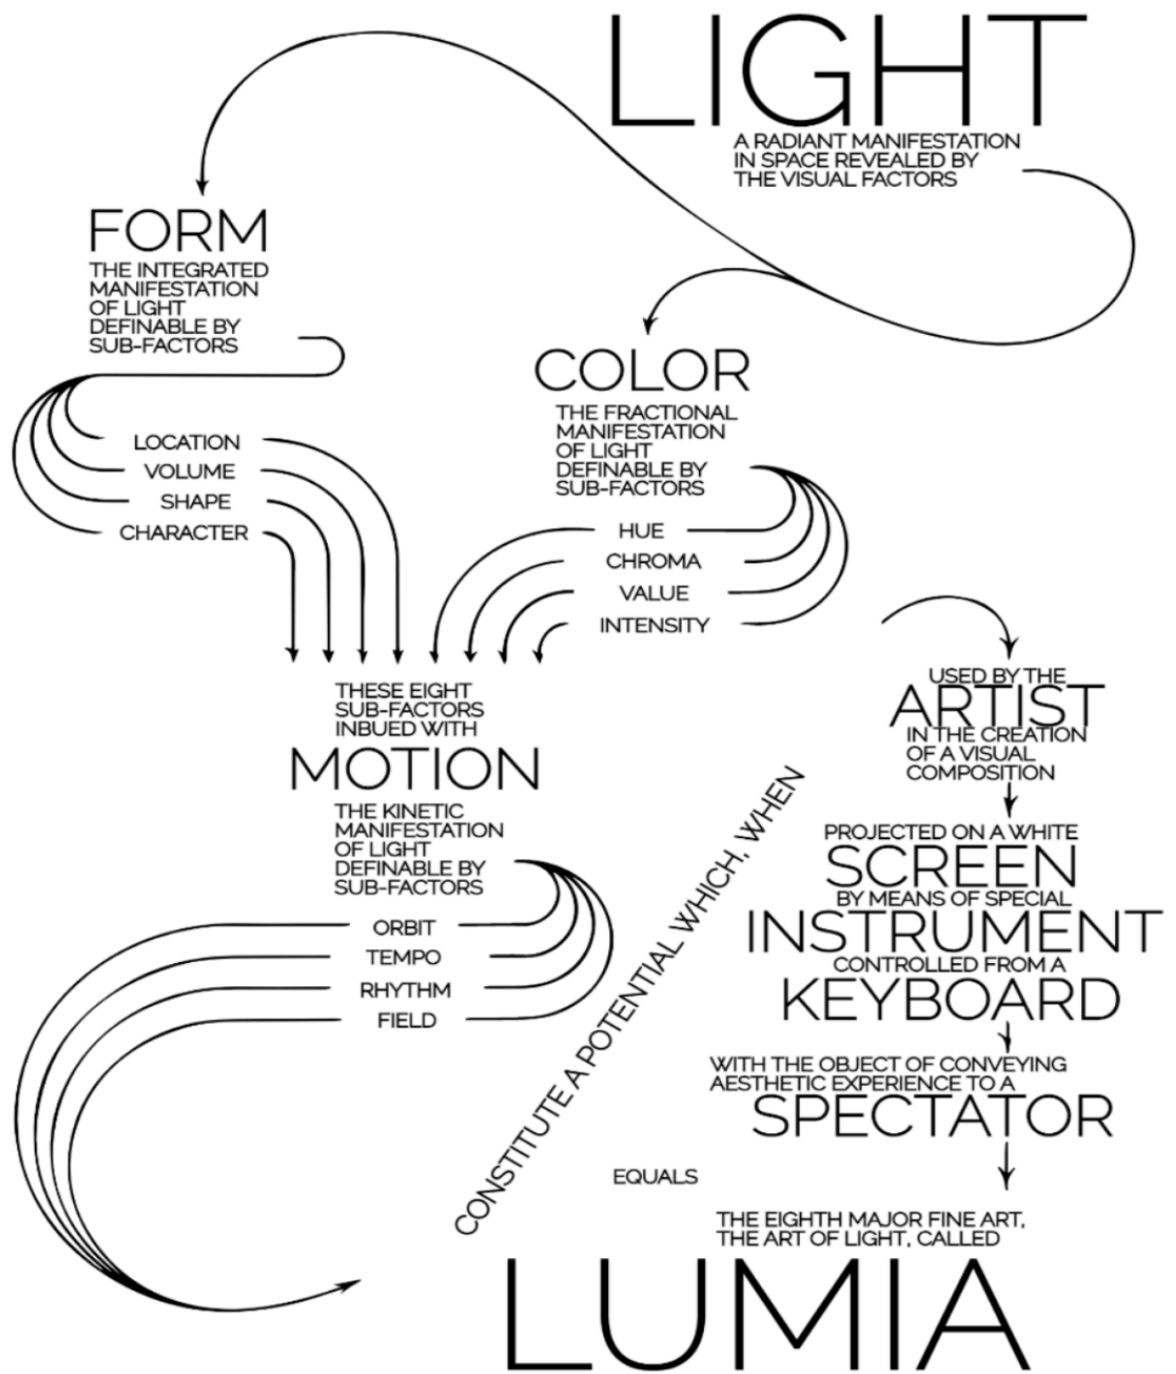 LIGHT
A RADIANT MANIFESTATION
IN SPACE REVEALED BY
THE VISUAL FACTORS
FORM
THE INTEGRATED
MANIFESTATION
OF LIGHT
DEFINABLE BY
SUB-FACTORS
LOCATION
VOLUME
SHAPE
CHARACTER
COLOR
THE FRACTIONAL
MANIFESTATION
OF LIGHT
DEFINABLE BY
SUB-FACTORS
HUE
CHROMA
VALUE
INTENSITY
THESE EIGHT
SUB-FACTORS
INBUED WITH
MOTION
THE KINETIC
MANIFESTATION
OF LIGHT
DEFINABLE BY
SUB-FACTORS
ORBIT
TEMPO
RHYTHM
FIELD
CONSTITUTE A POTENTIAL WHICH, WHEN
USED BY THE
ARTIST
IN THE CREATION
OF A VISUAL
COMPOSITION
PROJECTED ON A WHITE
SCREEN
BY MEANS OF SPECIAL
INSTRUMENT
CONTROLLED FROM A
KEYBOARD
WITH THE OBJECT OF CONVEYING
AESTHETIC EXPERIENCE TO A
SPECTATOR
EQUALS
THE EIGHTH MAJOR FINE ART,
THE ART OF LIGHT, CALLED
LUMIA